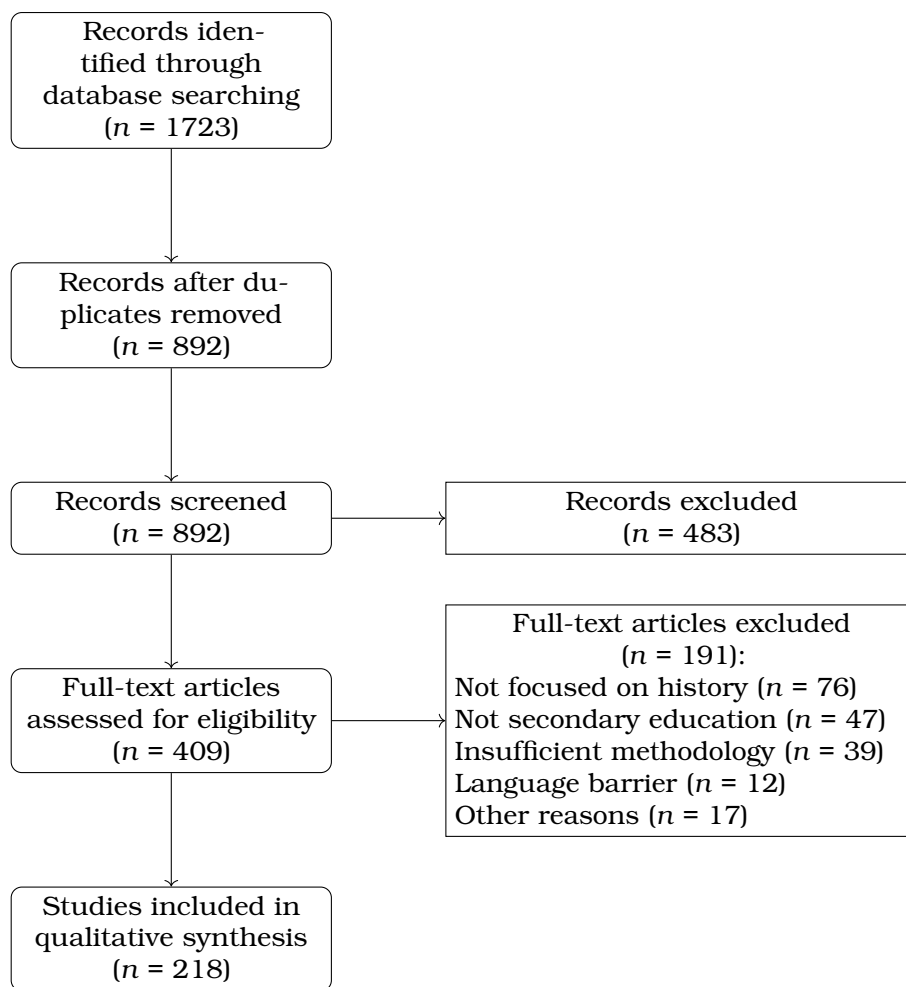 Records iden-
tified through
database searching
(n = 1723)
Records after du-
plicates removed
(n = 892)
Records screened
(n = 892)
Records excluded
(n = 483)
Full-text articles
assessed for eligibility
(n = 409)
Full-text articles excluded
(n = 191):
Not focused on history (n = 76)
Not secondary education (n = 47)
Insufficient methodology (n = 39)
Language barrier (n = 12)
Other reasons (n = 17)
Studies included in
qualitative synthesis
(n = 218)